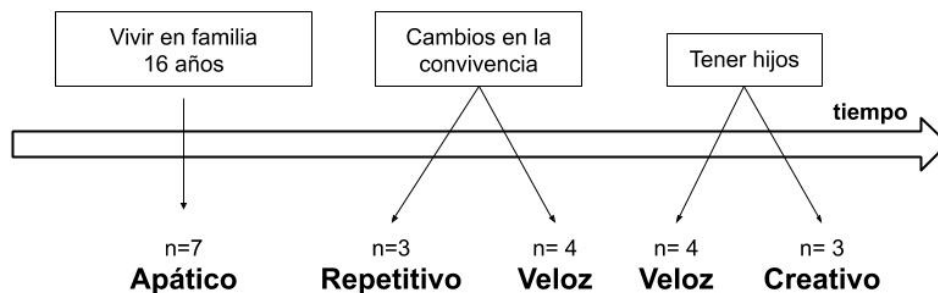 Vivir en familia
16 años
Cambios en la
convivencia
Tener hijos
tiempo
n=7
n=3
n= 4
n= 4
n= 3
Apático
Repetitivo
Veloz
Veloz
Creativo